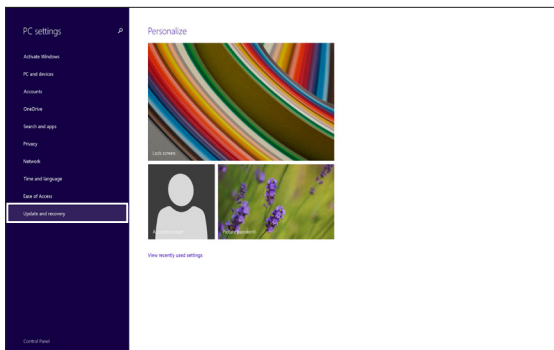 PC settings
Activate Windows
PC and devices
Accounts
OneDrive
Search and apps
Privacy
Network
Time and language
Ease of Access
Update and recovery
Control Panel
Personalize
Lock screen
Account picture
Picture password
View recently used settings